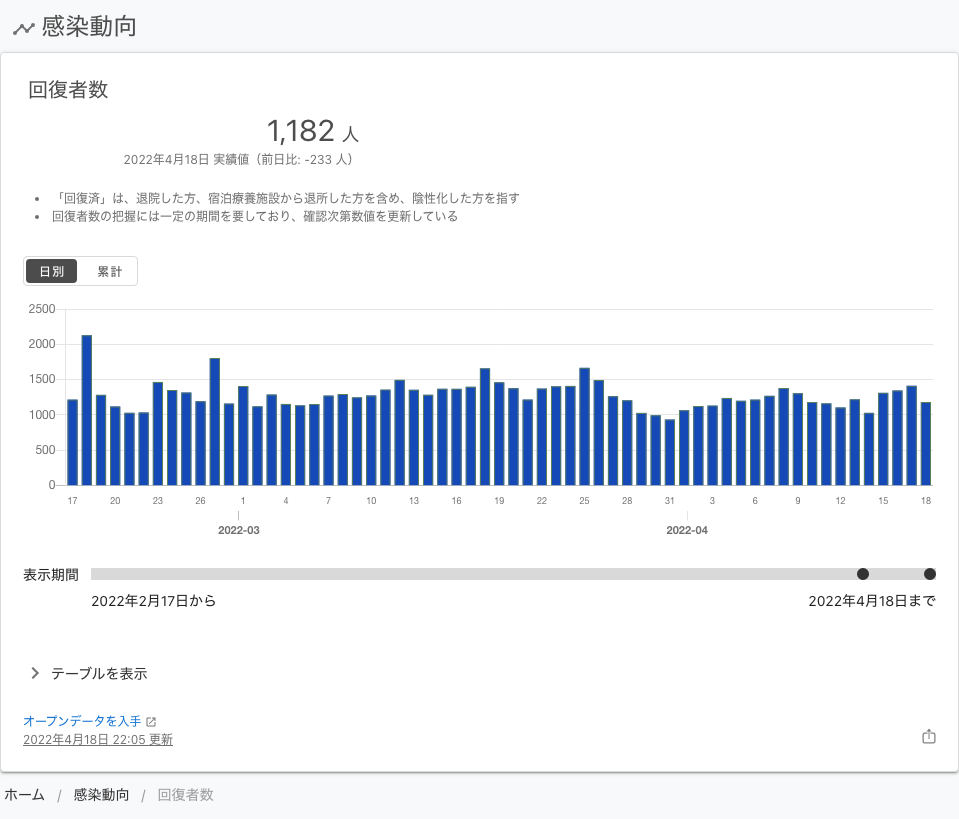 感染動向
回復者数
1,182 人
2022年4月18日 実績値（前日比: -233 人）
• 「回復済」は、退院した方、宿泊療養施設から退所した方を含め、陰性化した方を指す
• 回復者数の把握には一定の期間を要しており、確認次第数値を更新している
日別 累計
2500
2000
1500
1000
500
0
17 20 23 26 1 4 7 10 13 16 19 22 25 28 31 3 6 9 12 15 18
2022-03 2022-04
表示期間
2022年2月17日から 2022年4月18日まで
テーブルを表示
オープンデータを入手
2022年4月18日 22:05 更新
ホーム / 感染動向 / 回復者数